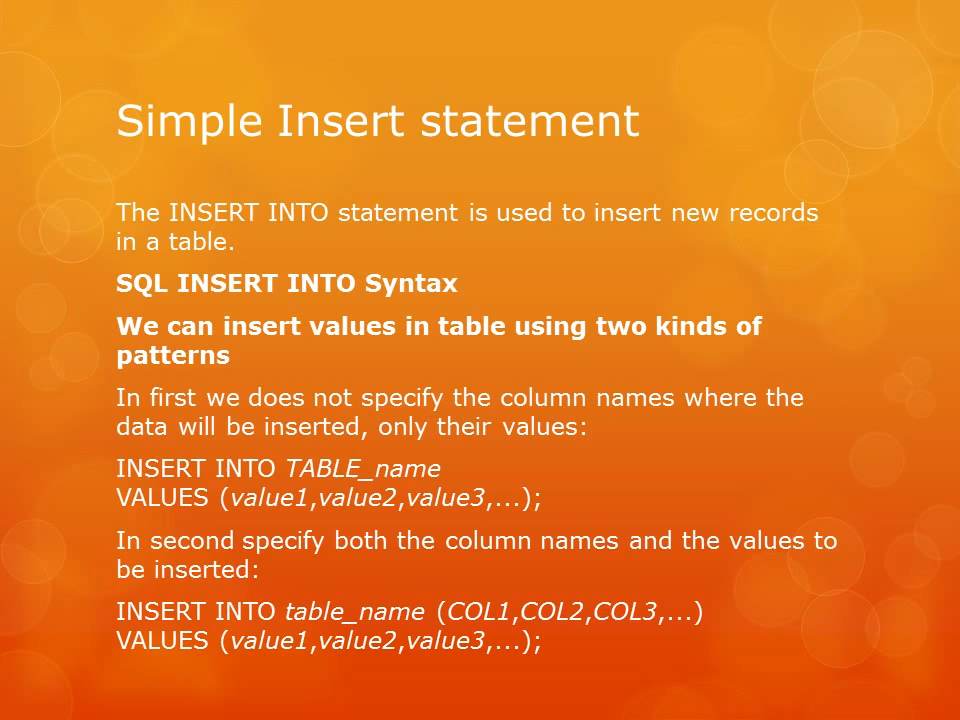 Simple Insert statement
The INSERT INTO statement is used to insert new records
in a table.
SQL INSERT INTO Syntax
We can insert values in table using two kinds of
patterns
In first we does not specify the column names where the
data will be inserted, only their values:
INSERT INTO TABLE_name
VALUES (value1,value2,value3,...);
In second specify both the column names and the values to
be inserted:
INSERT INTO table_name (COL1,COL2,COL3,...)
VALUES (value1,value2,value3,...);